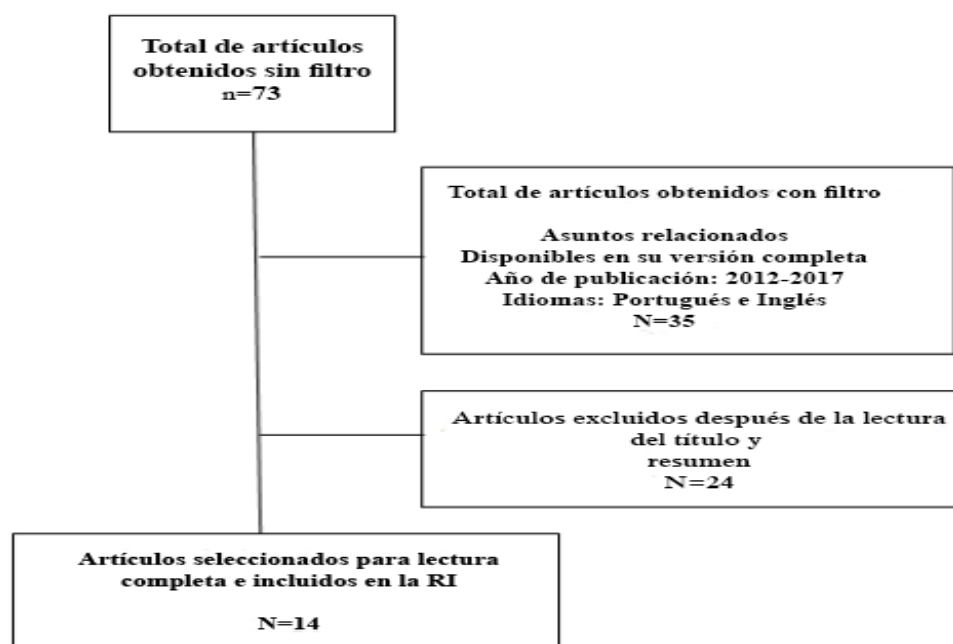 Total de artículos
obtenidos sin filtro
n=73
Total de artículos obtenidos con filtro
Asuntos relacionados
Disponibles en su versión completa
Año de publicación: 2012-2017
Idiomas: Portugués e Inglés
N=35
Artículos excluidos después de la lectura
del título y
resumen
N=24
Artículos seleccionados para lectura
completa e incluidos en la RI
N=14